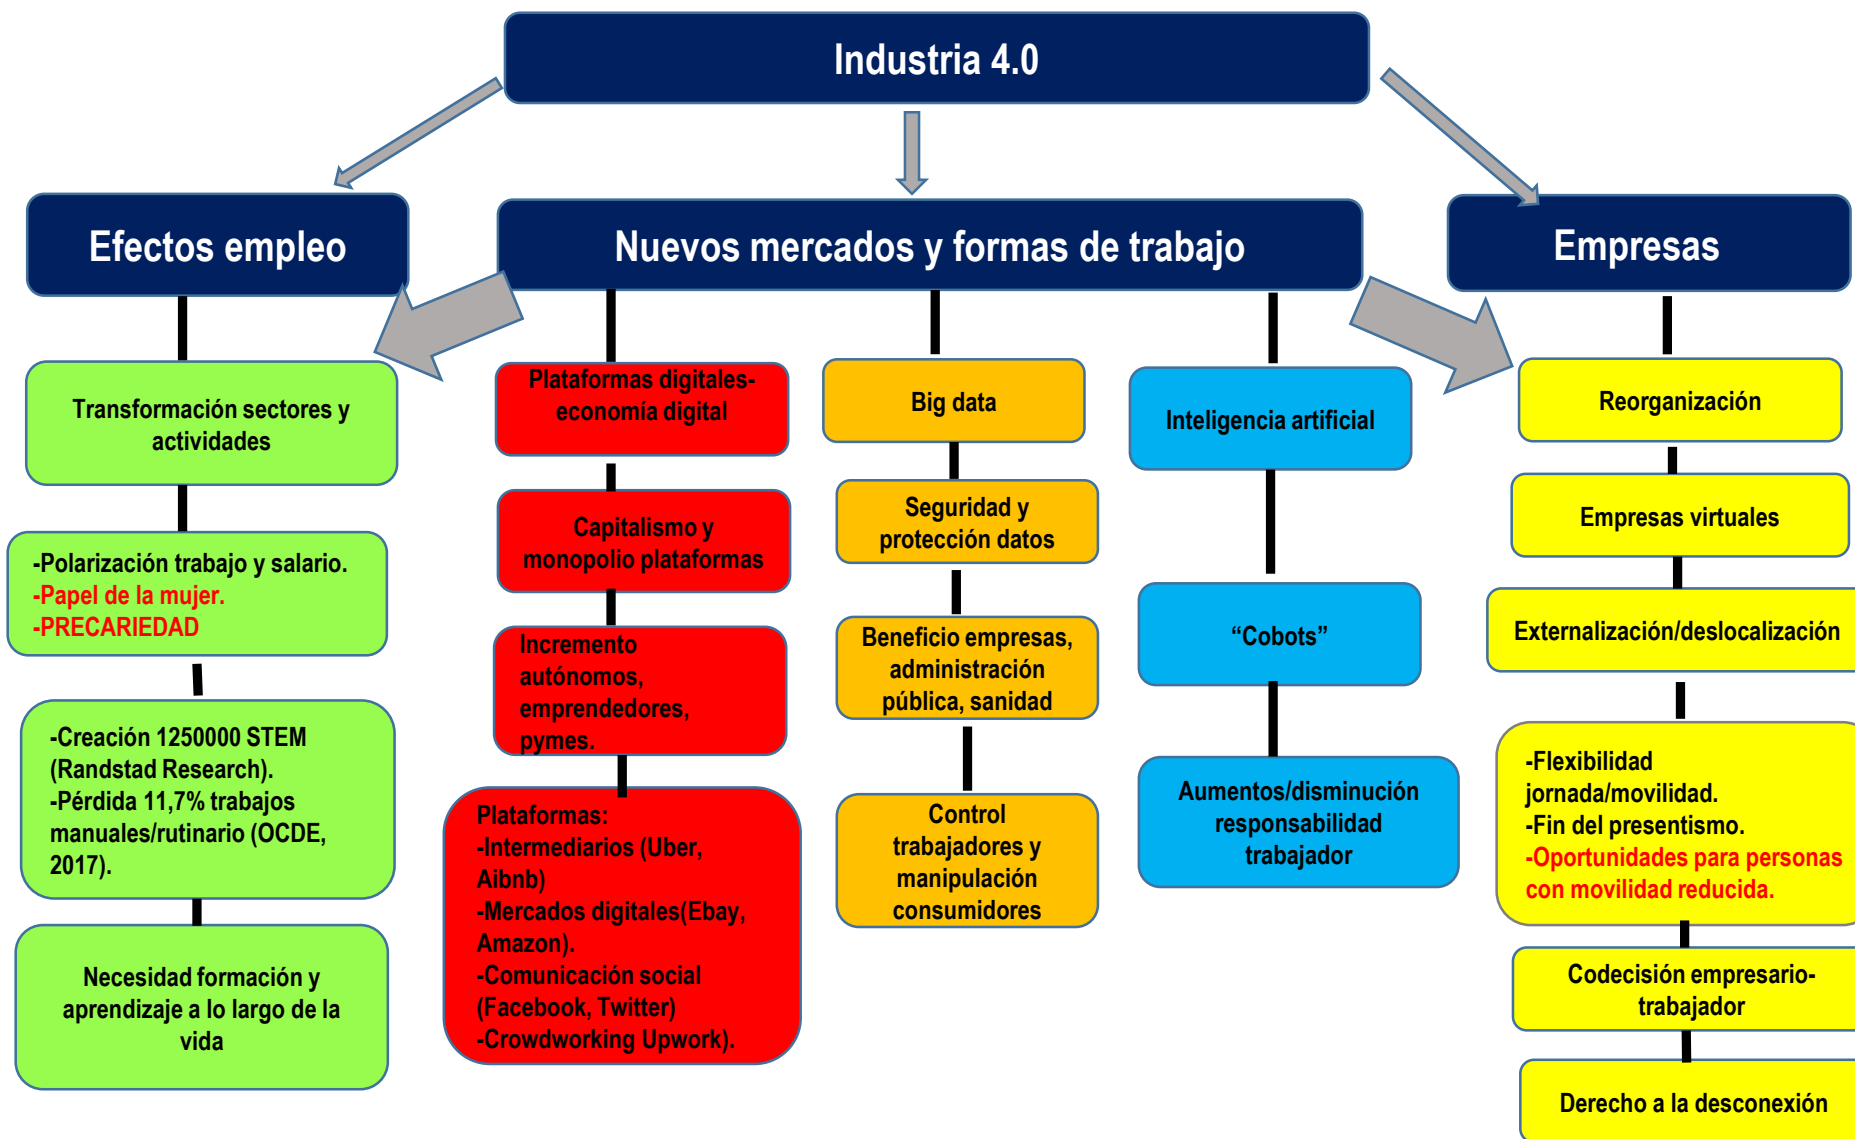 Industria 4.0
Efectos empleo
Nuevos mercados y formas de trabajo
Empresas
Transformación sectores y
actividades
-Polarización trabajo y salario.
-Papel de la mujer.
-PRECARIEDAD
-Creación 1250000 STEM
(Randstad Research).
-Pérdida 11,7% trabajos
manuales/rutinario (OCDE,
2017).
Necesidad formación y
aprendizaje a lo largo de la
vida
Plataformas digitales-
economía digital
Capitalismo y
monopolio plataformas
Incremento
autónomos,
emprendedores,
pymes.
Plataformas:
-Intermediarios (Uber,
Aibnb)
-Mercados digitales(Ebay,
Amazon).
-Comunicación social
(Facebook, Twitter)
-Crowdworking Upwork).
Big data
Seguridad y
protección datos
Beneficio empresas,
administración
pública, sanidad
Control
trabajadores y
manipulación
consumidores
Inteligencia artificial
“Cobots”
Aumentos/disminución
responsabilidad
trabajador
Reorganización
Empresas virtuales
Externalización/deslocalización
-Flexibilidad
jornada/movilidad.
-Fin del presentismo.
-Oportunidades para personas
con movilidad reducida.
Codecisión empresario-
trabajador
Derecho a la desconexión